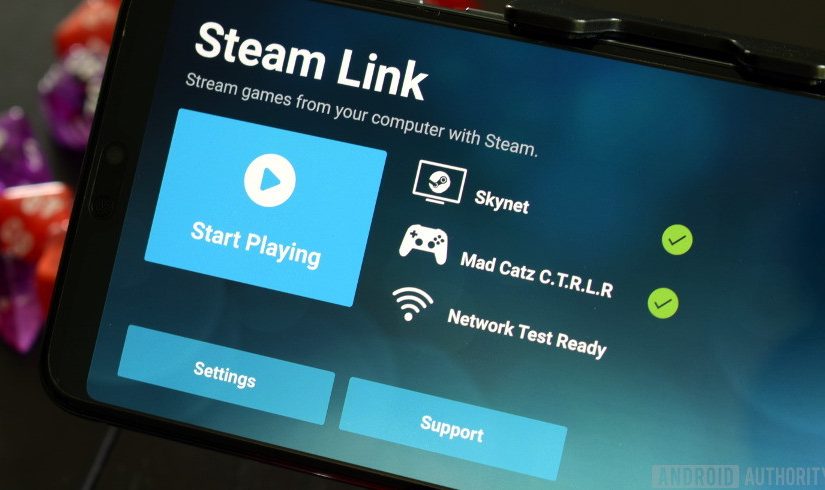 Steam Link
Stream games from your computer with Steam.
Start Playing
Skynet
Mad Catz C.T.R.L.R
Network Test Ready
Settings
Support
ANDROID AUTHORITY